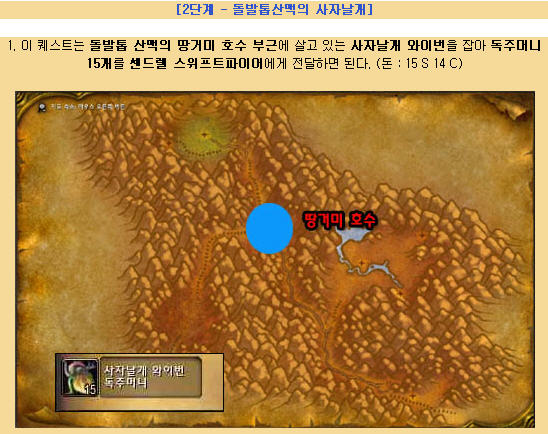 [2단계 - 돌발톱산맥의 사자날개]
1. 이 퀘스트는 돌발톱 산맥의 땅거미 호수 부근에 살고 있는 사자날개 와이번을 잡아 독주머니
15개를 센드렐 스위프트파이어에게 전달하면 된다. (돈 : 15 S 14 C)
땅거미 호수
사자날개 와이번
독주머니
15